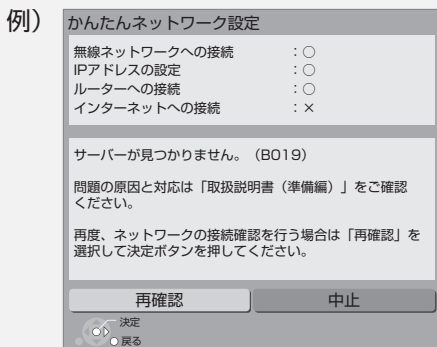 例）
かんたんネットワーク設定
無線ネットワークへの接続　：○
IPアドレスの設定　：○
ルーターへの接続　：○
インターネットへの接続　：×
サーバーが見つかりません。（B019）
問題の原因と対応は「取扱説明書（準備編）」をご確認
ください。
再度、ネットワークの接続確認を行う場合は「再確認」を
選択して決定ボタンを押してください。
再確認　中止
決定
戻る